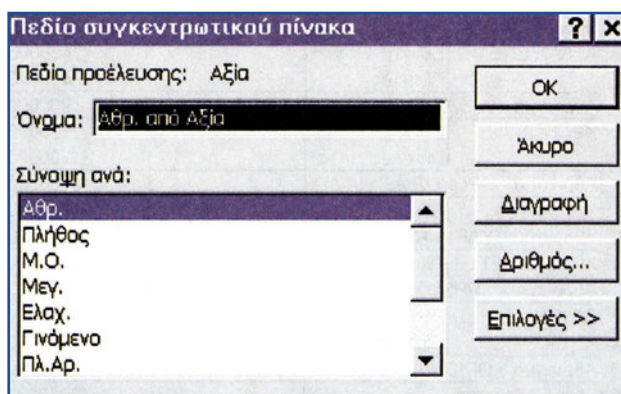 Πεδίο συγκεντρωτικού πίνακα
Πεδίο προέλευσης: Αξία
Όνομα: Αθρ. από Αξία
Σύνοψη ανά:
Αθρ.
Πλήθος
Μ.Ο.
Μεγ.
Ελαχ.
Γινόμενο
Πλ.Αρ.
OK
Άκυρο
Διαγραφή
Αριθμός...
Επιλογές >>